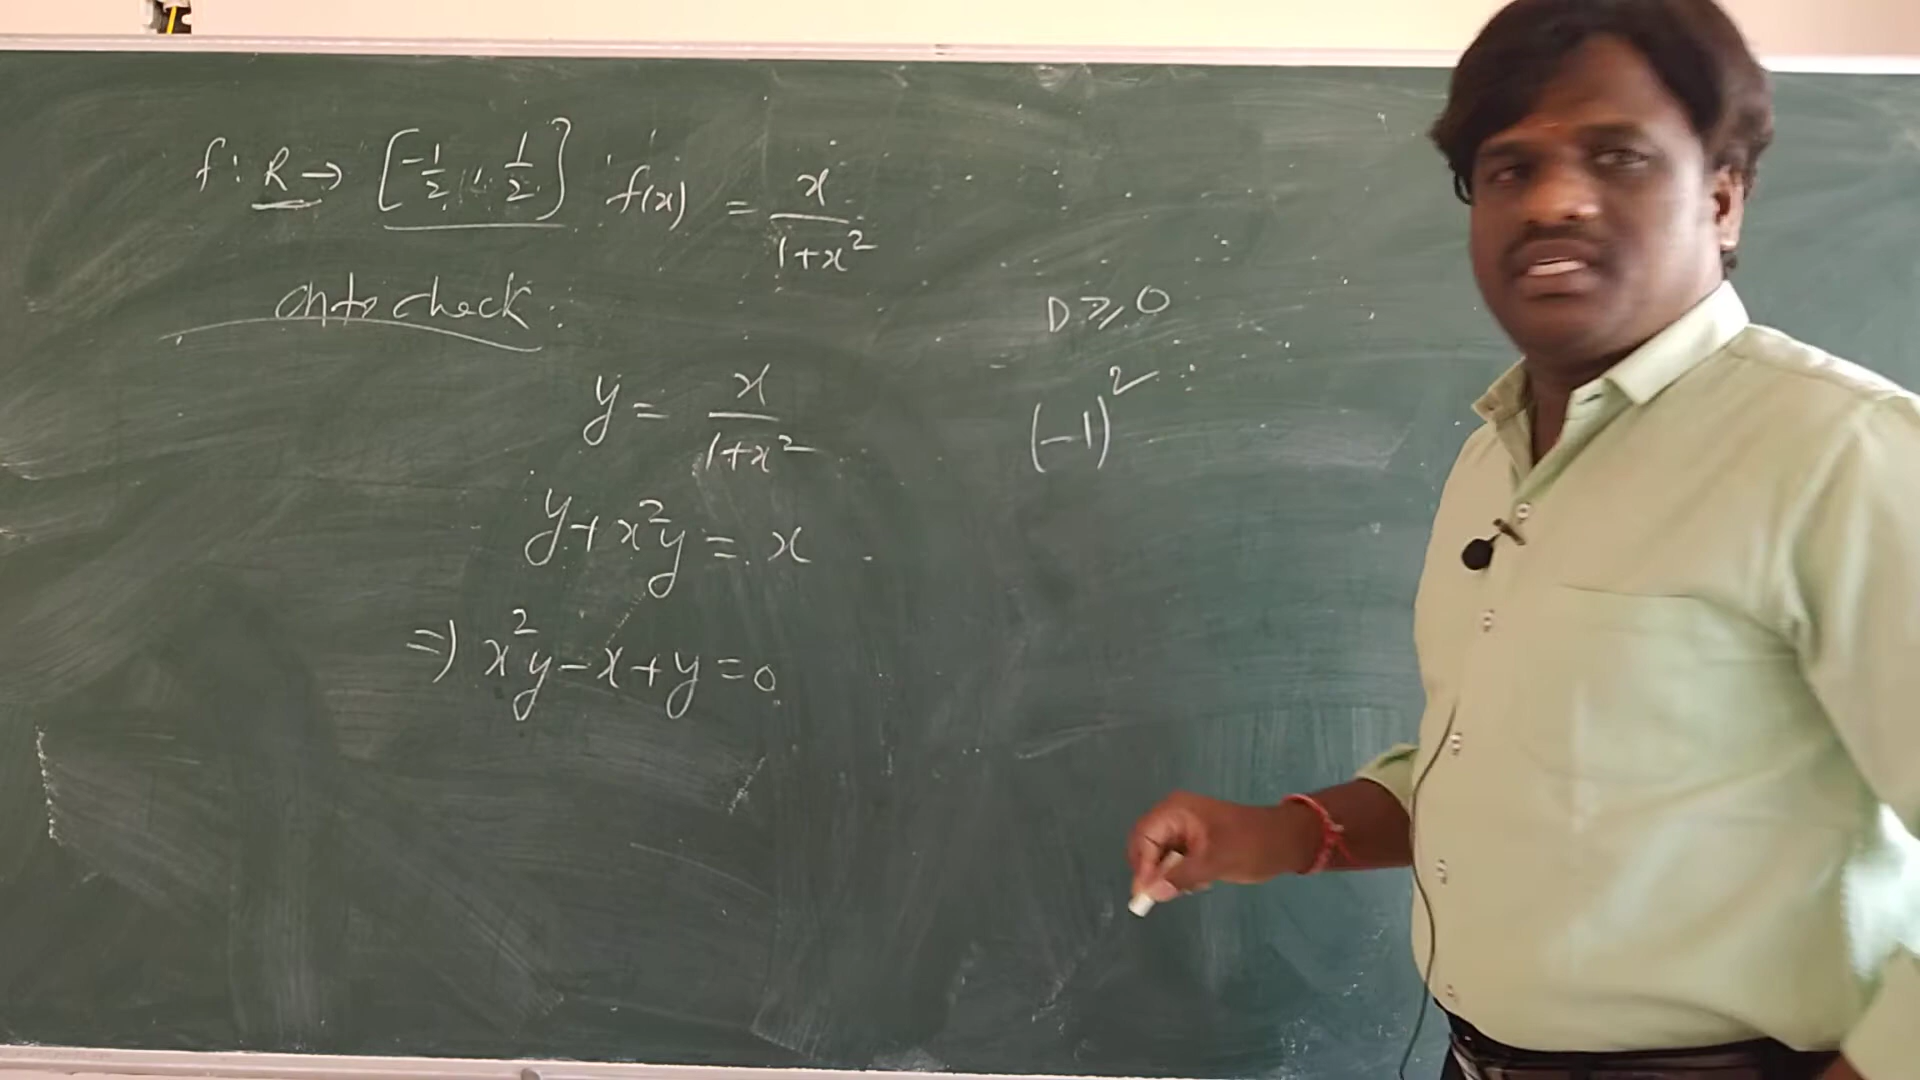 f: R → [-1/2, 1/2] f(x) = x/(1+x²)
onto check:
y = x/(1+x²)
y+x²y = x
⇒) x²y-x+y=0
D ≥ 0
(-1)²